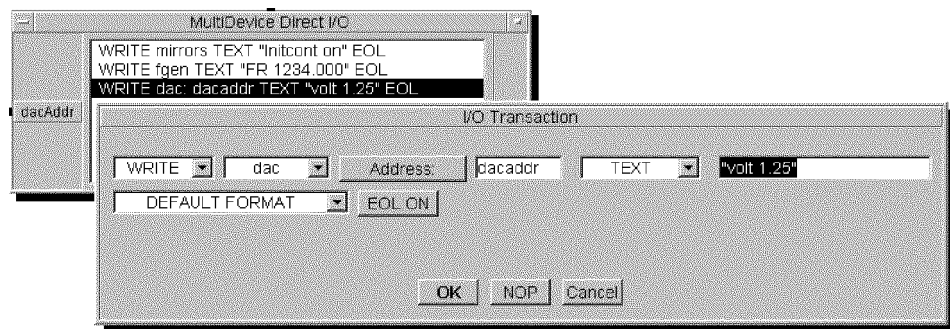 MultiDevice Direct I/O
WRITE mirrors TEXT "Initcont on" EOL
WRITE fgen TEXT "FR 1234.000" EOL
WRITE dac: dacaddr TEXT "volt 1.25" EOL
dacAddr
I/O Transaction
WRITE dac Address: dacaddr TEXT "volt 1.25"
DEFAULT FORMAT EOL ON
OK NOP Cancel